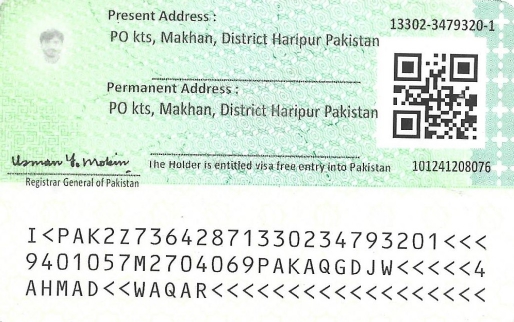 Present Address :
13302-3479320-1
PO kts, Makhan, District Haripur Pakistan
Permanent Address :
PO kts, Makhan, District Haripur Pakistan
Usman Y. Mobin
The Holder is entitled visa free entry into Pakistan
101241208076
Registrar General of Pakistan
I<PAK2Z73642871330234793201<<<
9401057M2704069PAKAQGDJW<<<<<4
AHMAD<<WAQAR<<<<<<<<<<<<<<<<<<